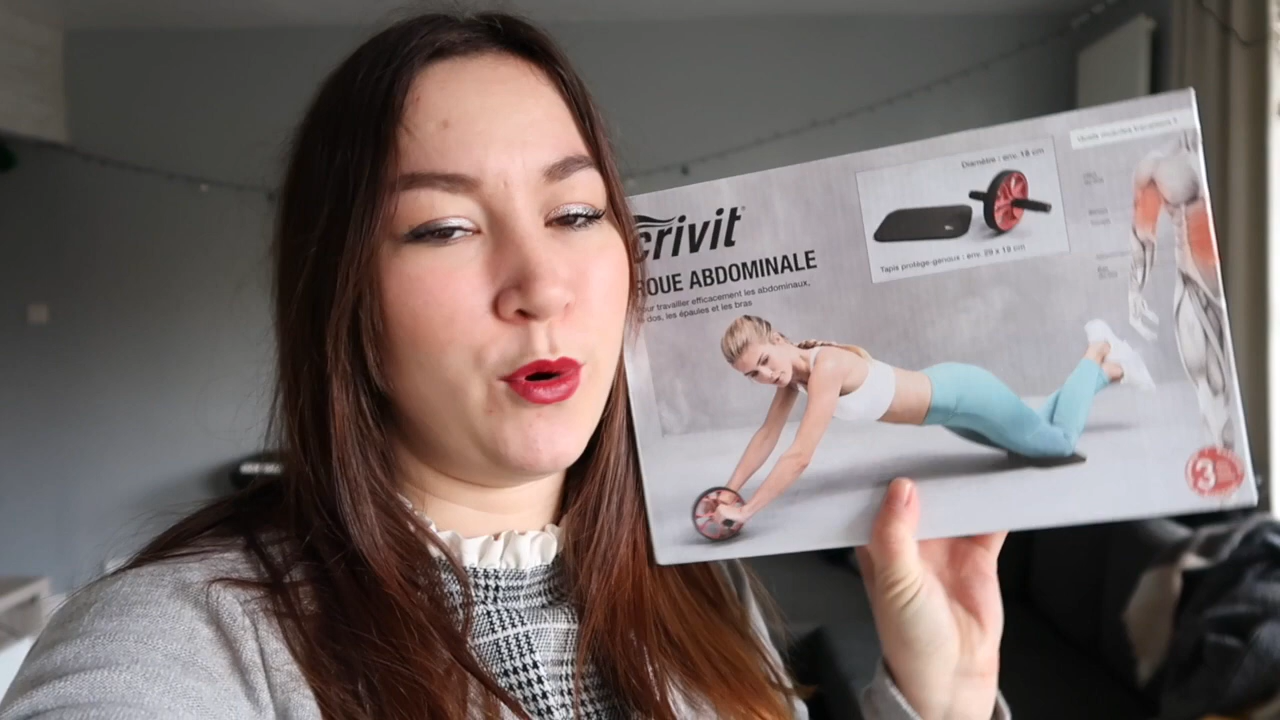 crivit
ROUE ABDOMINALE
pour travailler efficacement les abdominaux,
dos, les épaules et les bras
Diamètre : env. 18 cm
Tapis protège-genoux : env. 29 x 19 cm
3